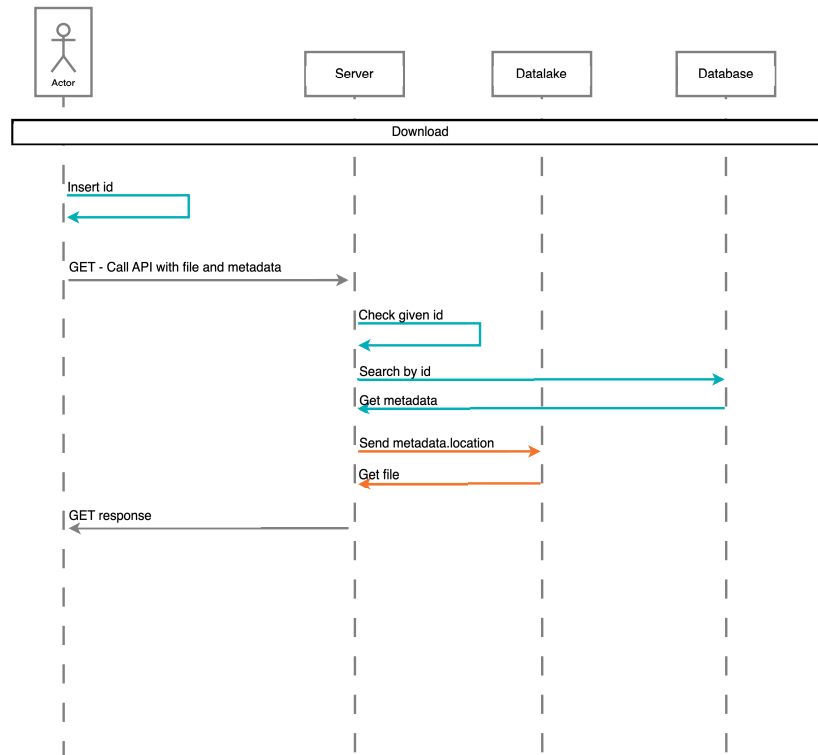 Actor
Server
Datalake
Database
Download
Insert id
GET - Call API with file and metadata
Check given id
Search by id
Get metadata
Send metadata.location
Get file
GET response